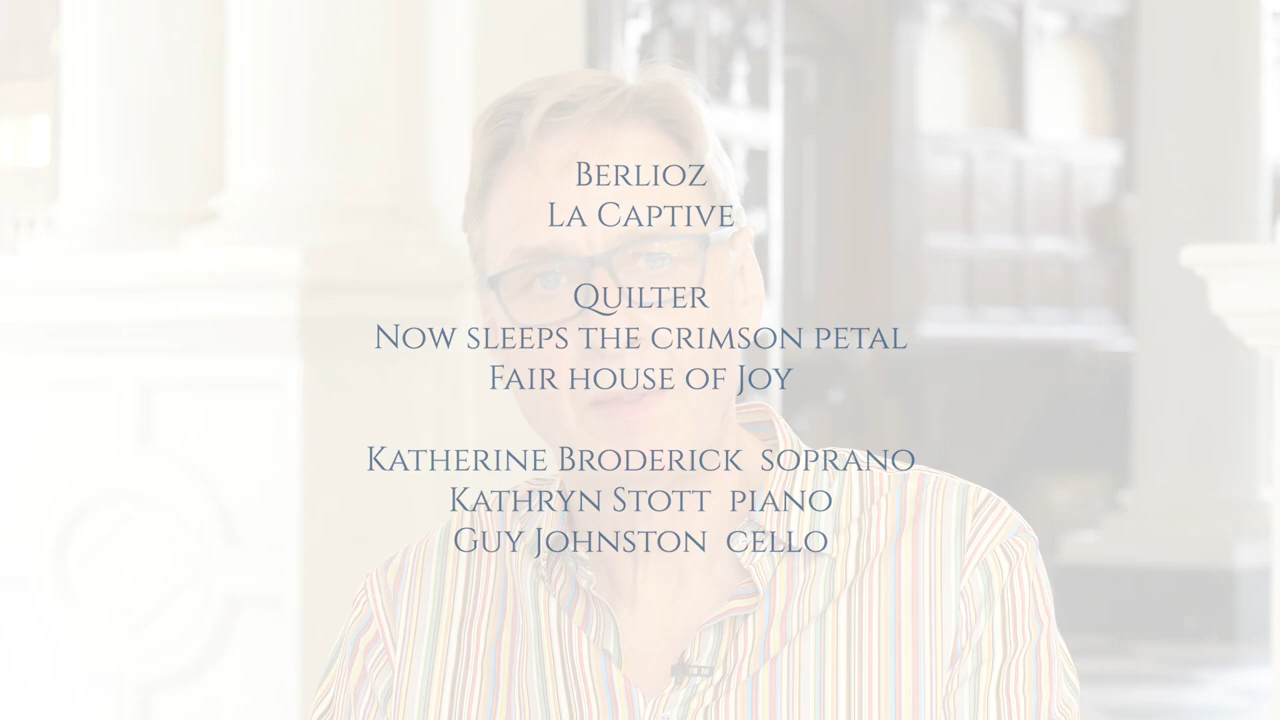 Berlioz
La Captive
Quilter
Now sleeps the crimson petal
Fair house of Joy
Katherine Broderick soprano
Kathryn Stott piano
Guy Johnston cello